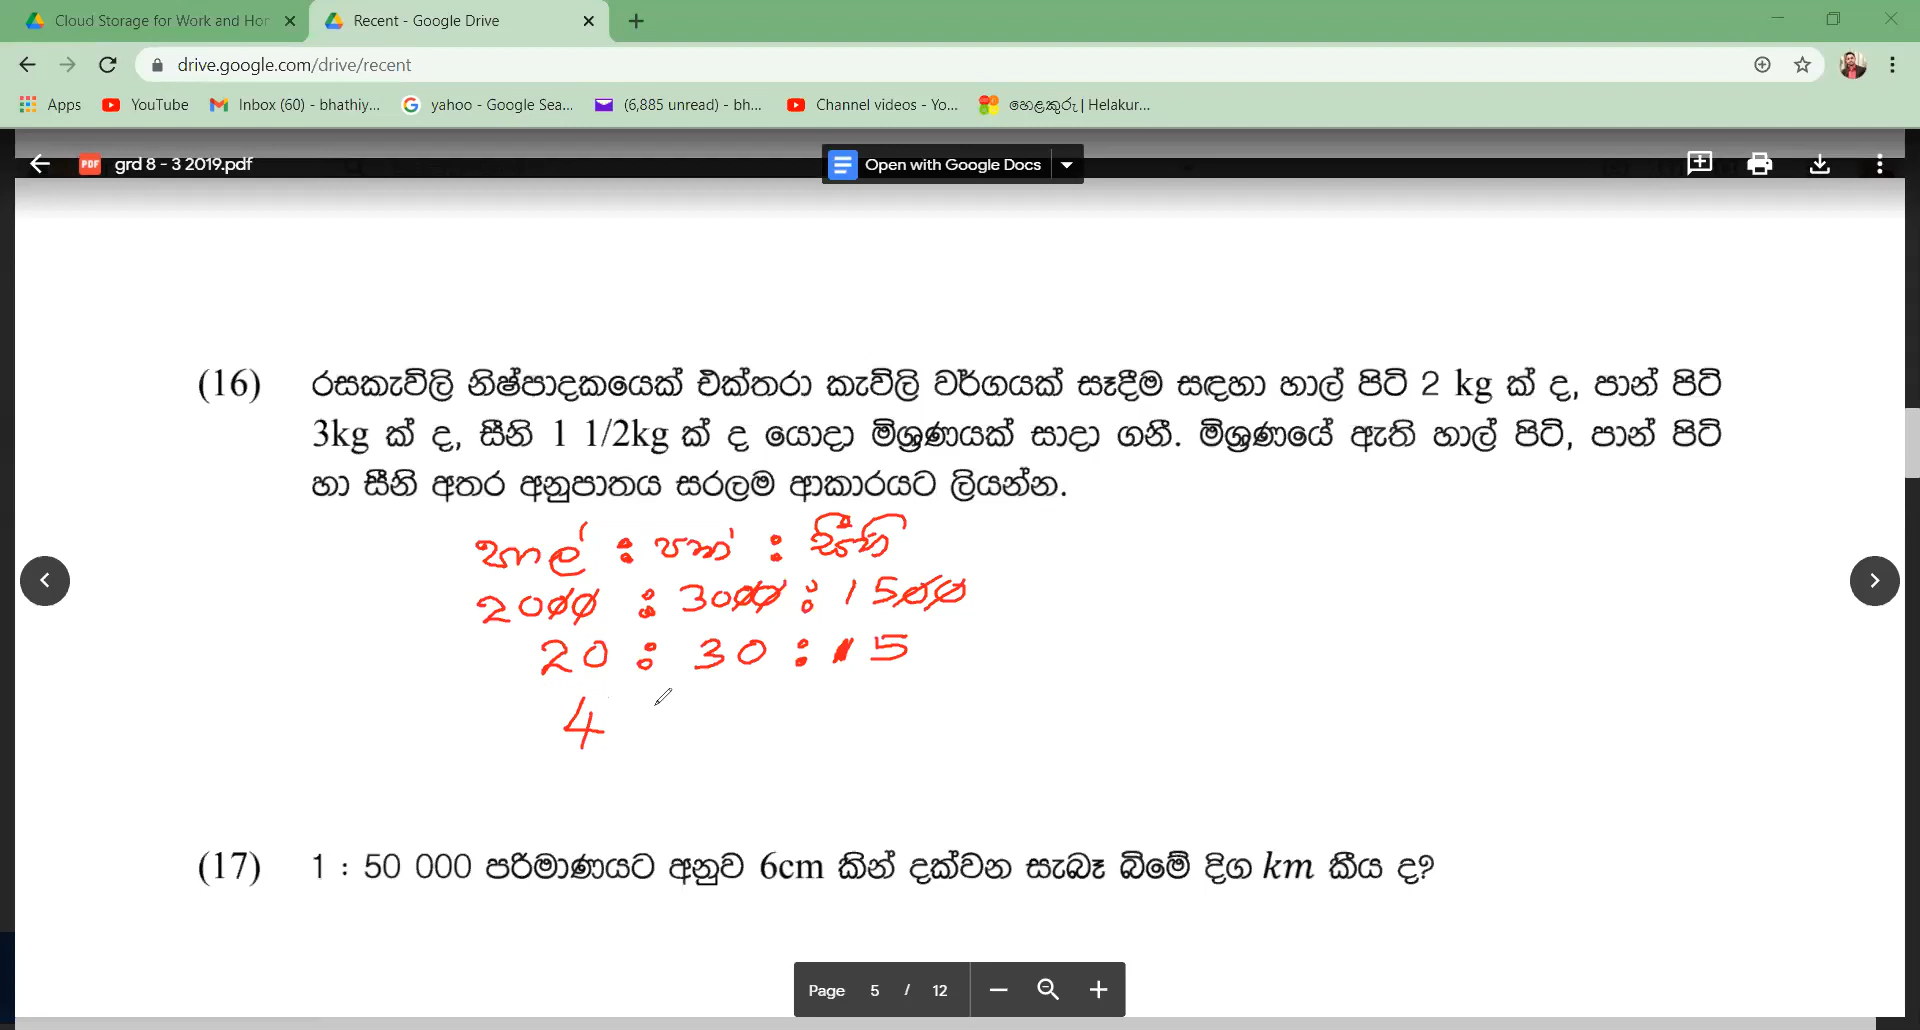 Cloud Storage for Work and Hor
Recent - Google Drive
drive.google.com/drive/recent
Apps
YouTube
Inbox (60) - bhathiy...
yahoo - Google Sea...
(6,885 unread) - bh...
Channel videos - Yo...
හෙළකුරු | Helakur...
PDF
grd 8 - 3 2019.pdf
Open with Google Docs
(16) රසකැවිලි නිෂ්පාදකයෙක් එක්තරා කැවිලි වර්ගයක් සෑදීම සඳහා හාල් පිටි 2 kg ක් ද, පාන් පිටි
3kg ක් ද, සීනි 1 1/2kg ක් ද යොදා මිශ්‍රණයක් සාදා ගනී. මිශ්‍රණයේ ඇති හාල් පිටි, පාන් පිටි
හා සීනි අතර අනුපාතය සරලම ආකාරයට ලියන්න.
හාල් : පාන් : සීනි
2000 : 3000 : 1500
20 : 30 : 15
4
(17) 1 : 50 000 පරිමාණයට අනුව 6cm කින් දක්වන සැබෑ බිමේ දිග km කීය ද?
Page 5 / 12